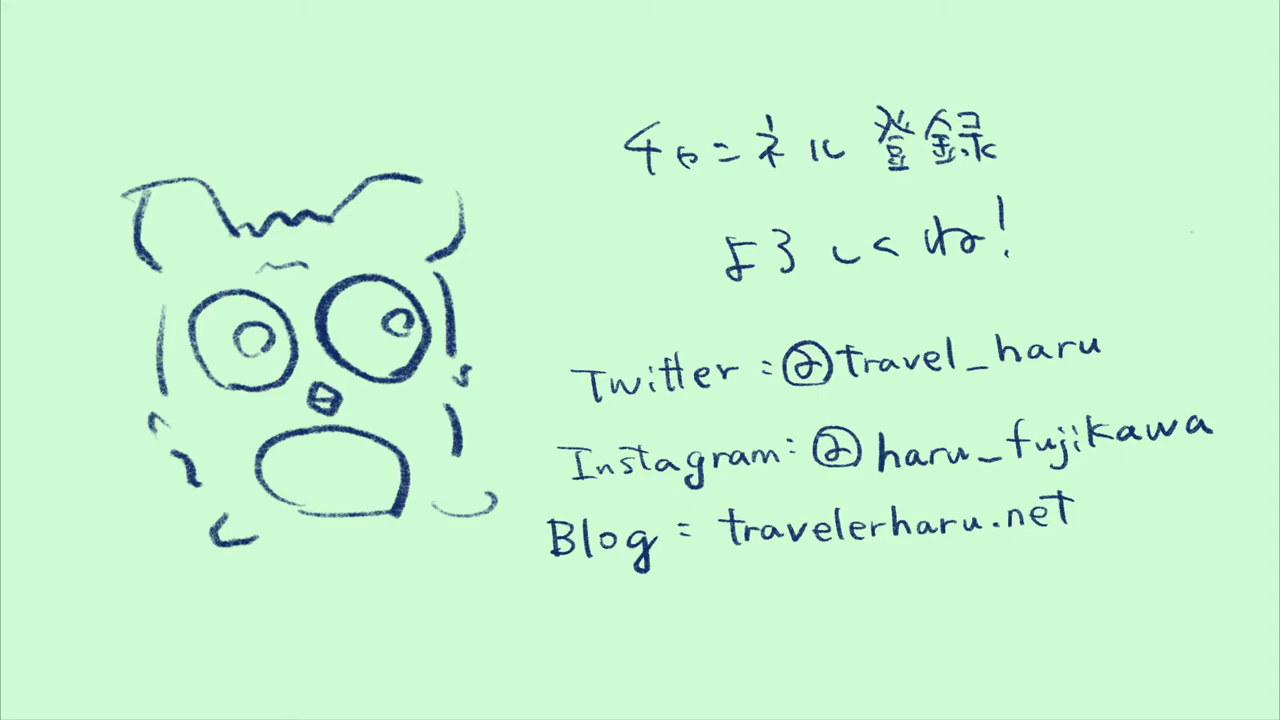 チャンネル登録
よろしくね!
Twitter:@travel_haru
Instagram:@haru_fujikawa
Blog:travelerharu.net